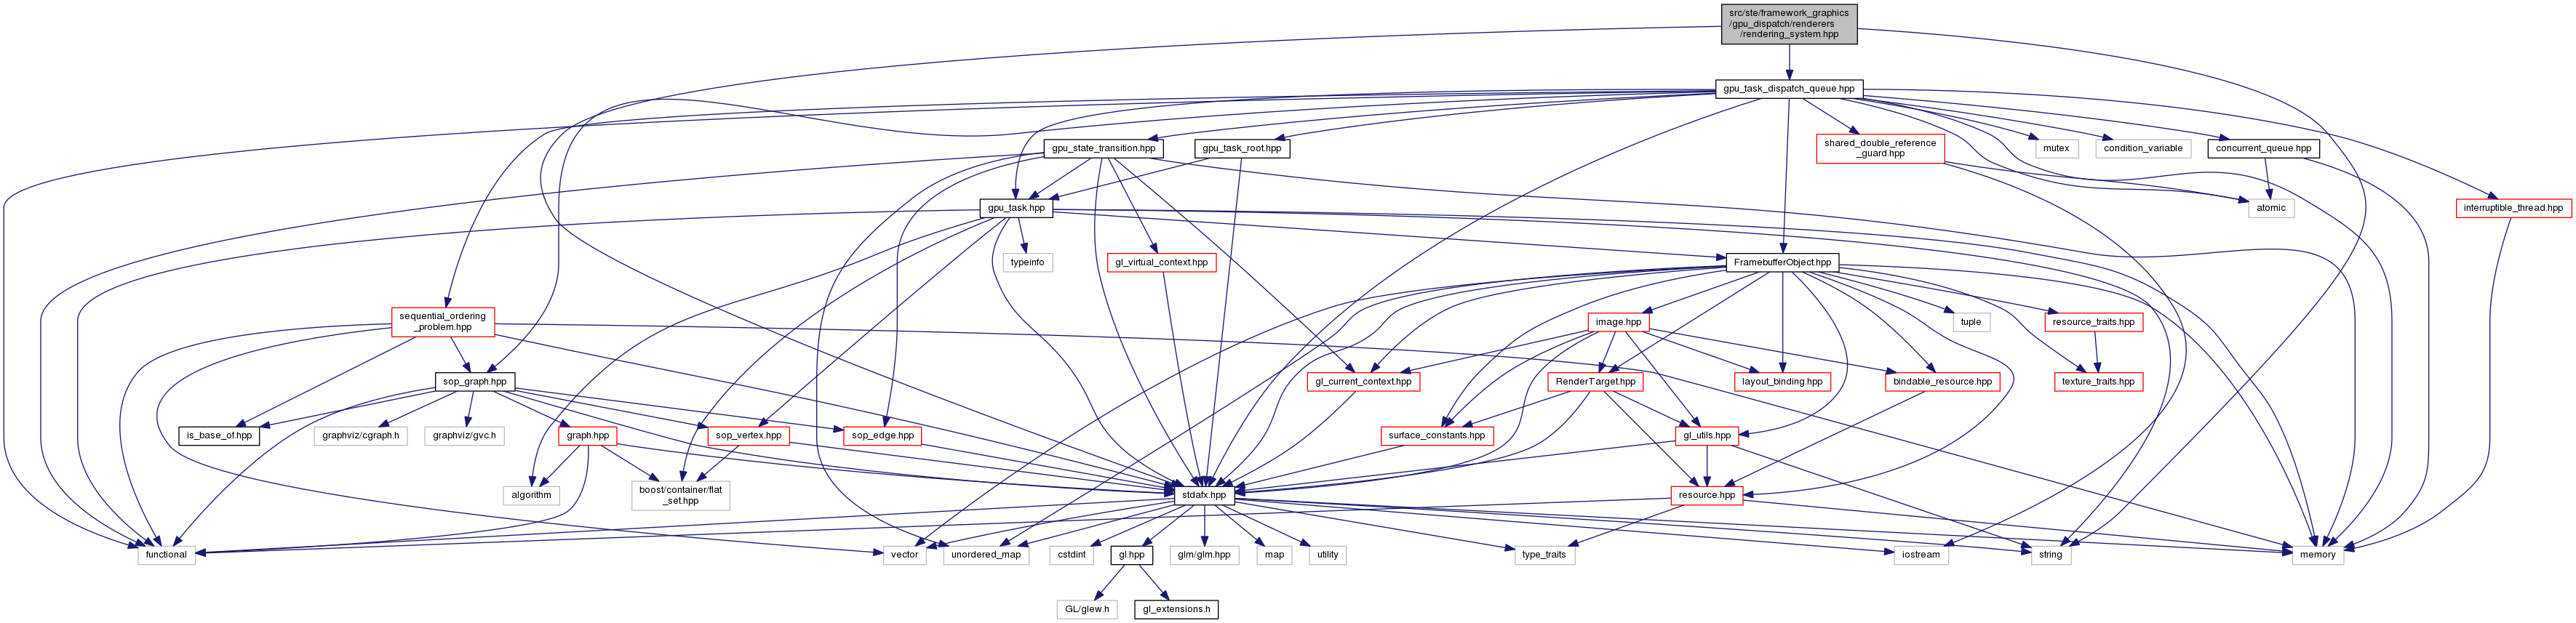 src/ste/framework_graphics
/gpu_dispatch/renderers
/rendering_system.hpp
gpu_task_dispatch_queue.hpp
gpu_state_transition.hpp
gpu_task_root.hpp
shared_double_reference
_guard.hpp
mutex
condition_variable
concurrent_queue.hpp
gpu_task.hpp
atomic
interruptible_thread.hpp
typeinfo
gl_virtual_context.hpp
FramebufferObject.hpp
sequential_ordering
_problem.hpp
image.hpp
tuple
resource_traits.hpp
sop_graph.hpp
gl_current_context.hpp
RenderTarget.hpp
layout_binding.hpp
bindable_resource.hpp
texture_traits.hpp
is_base_of.hpp
graphviz/cgraph.h
graphviz/gvc.h
graph.hpp
sop_vertex.hpp
sop_edge.hpp
surface_constants.hpp
gl_utils.hpp
algorithm
boost/container/flat
_set.hpp
stdafx.hpp
resource.hpp
functional
vector
unordered_map
cstdint
gl.hpp
glm/glm.hpp
map
utility
type_traits
iostream
string
memory
GL/glew.h
gl_extensions.h